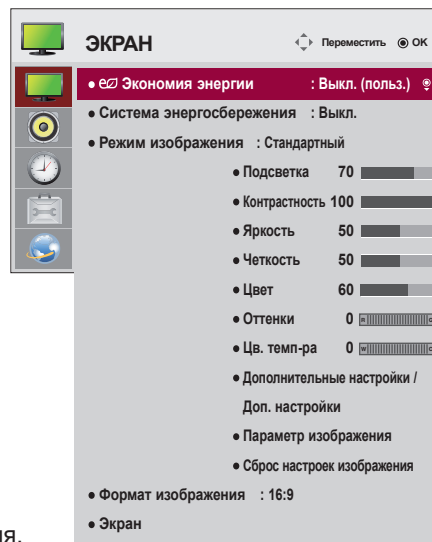 ЭКРАН Переместить OK
• Экономия энергии : Выкл. (польз.)
• Система энергосбережения : Выкл.
• Режим изображения : Стандартный
• Подсветка 70
• Контрастность 100
• Яркость 50
• Четкость 50
• Цвет 60
• Оттенки 0
• Цв. темп-ра 0
• Дополнительные настройки /
Доп. настройки
• Параметр изображения
• Сброс настроек изображения
• Формат изображения : 16:9
• Экран